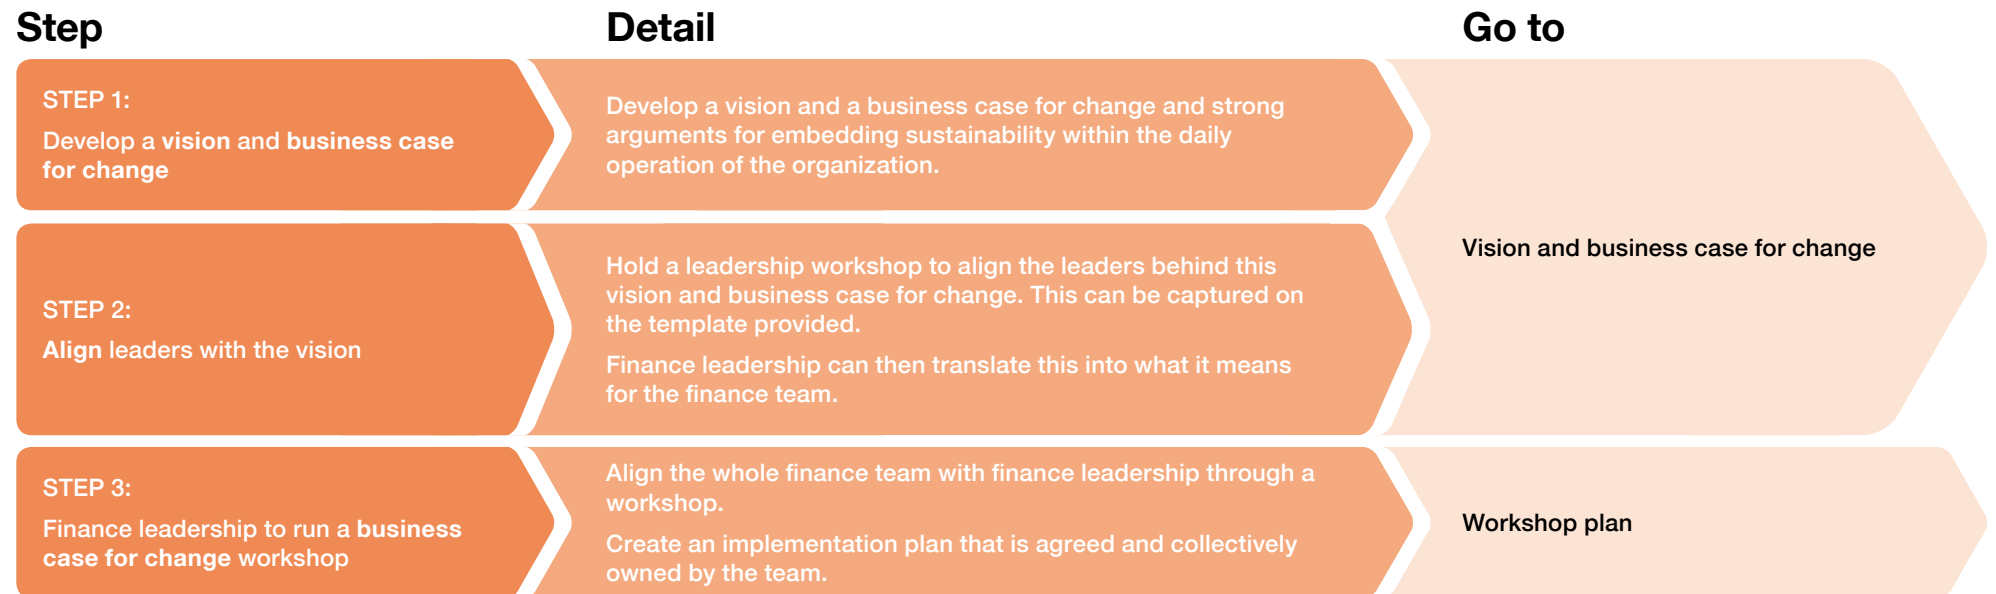 Step
Detail
Go to
STEP 1:
Develop a vision and business case
for change
Develop a vision and a business case for change and strong
arguments for embedding sustainability within the daily
operation of the organization.
STEP 2:
Align leaders with the vision
Hold a leadership workshop to align the leaders behind this
vision and business case for change. This can be captured on
the template provided.
Finance leadership can then translate this into what it means
for the finance team.
Vision and business case for change
STEP 3:
Finance leadership to run a business
case for change workshop
Align the whole finance team with finance leadership through a
workshop.
Create an implementation plan that is agreed and collectively
owned by the team.
Workshop plan